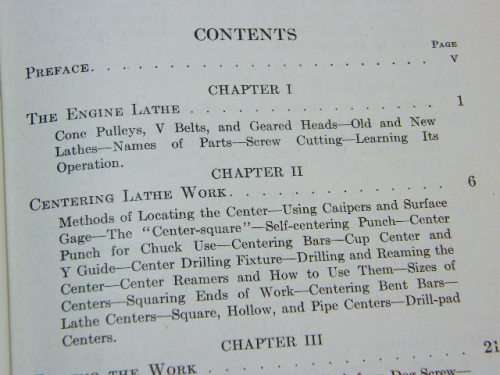 CONTENTS
PAGE
PREFACE. . . . . . . . . . . . . . . . . . . . . V
CHAPTER I
THE ENGINE LATHE . . . . . . . . . . . . . . 1
Cone Pulleys, V Belts, and Geared Heads—Old and New
Lathes—Names of Parts—Screw Cutting—Learning Its
Operation.
CHAPTER II
CENTERING LATHE WORK. . . . . . . . . . . . . 6
Methods of Locating the Center—Using Calipers and Surface
Gage—The "Center-square"—Self-centering Punch—Center
Punch for Chuck Use—Centering Bars—Cup Center and
Y Guide—Center Drilling Fixture—Drilling and Reaming the
Center—Center Reamers and How to Use Them—Sizes of
Centers—Squaring Ends of Work—Centering Bent Bars—
Lathe Centers—Square, Hollow, and Pipe Centers—Drill-pad
Centers.
CHAPTER III
THE WORK . . . . . . . . . . . . . . 21
Dog Screw—